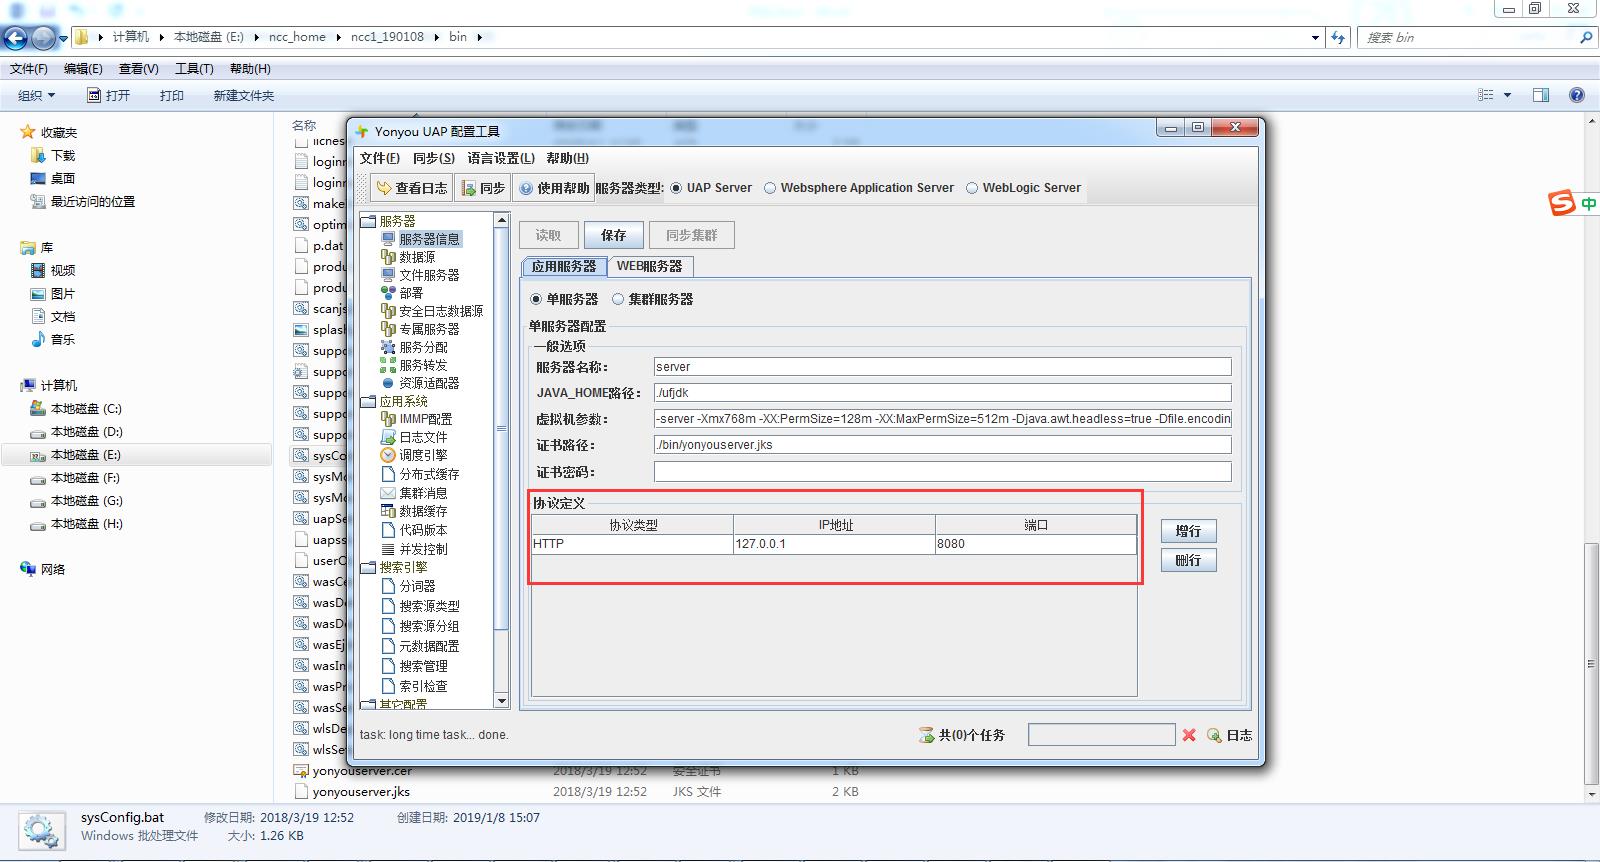 计算机 本地磁盘 (E:) ncc_home ncc1_190108 bin
搜索 bin
文件(F) 编辑(E) 查看(V) 工具(T) 帮助(H)
组织 打开 打印 新建文件夹
收藏夹
下载
桌面
最近访问的位置
库
视频
图片
文档
音乐
计算机
本地磁盘 (C:)
本地磁盘 (D:)
本地磁盘 (E:)
本地磁盘 (F:)
本地磁盘 (G:)
本地磁盘 (H:)
网络
名称
licnes
loginr
loginr
make
optim
p.dat
produ
produ
scanjs
splash
suppo
suppo
suppo
suppo
suppo
sysCo
sysMo
sysMo
uapSe
uapss
userC
wasCe
wasDe
wasDe
wasEj
wasIn
wasPr
wasSe
wlsDe
wlsSe
yonyouserver.cer 2018/3/19 12:52 安全证书 1 KB
yonyouserver.jks 2018/3/19 12:52 JKS 文件 2 KB
Yonyou UAP 配置工具
文件(F) 同步(S) 语言设置(L) 帮助(H)
查看日志 同步 使用帮助 服务器类型: UAP Server Websphere Application Server WebLogic Server
服务器
服务器信息
数据源
文件服务器
部署
安全日志数据源
专属服务器
服务分配
服务转发
资源适配器
应用系统
IMMP配置
日志文件
调度引擎
分布式缓存
集群消息
数据缓存
代码版本
并发控制
搜索引擎
分词器
搜索源类型
搜索源分组
元数据配置
搜索管理
索引检查
其它配置
读取 保存 同步集群
应用服务器 WEB服务器
单服务器 集群服务器
单服务器配置
一般选项
服务器名称: server
JAVA_HOME路径: ./ufjdk
虚拟机参数: -server -Xmx768m -XX:PermSize=128m -XX:MaxPermSize=512m -Djava.awt.headless=true -Dfile.encodin
证书路径: ./bin/yonyouserver.jks
证书密码:
协议定义
协议类型 IP地址 端口
HTTP 127.0.0.1 8080
增行
删行
task: long time task... done.
共(0)个任务 日志
S 中
sysConfig.bat 修改日期: 2018/3/19 12:52 创建日期: 2019/1/8 15:07
Windows 批处理文件 大小: 1.26 KB